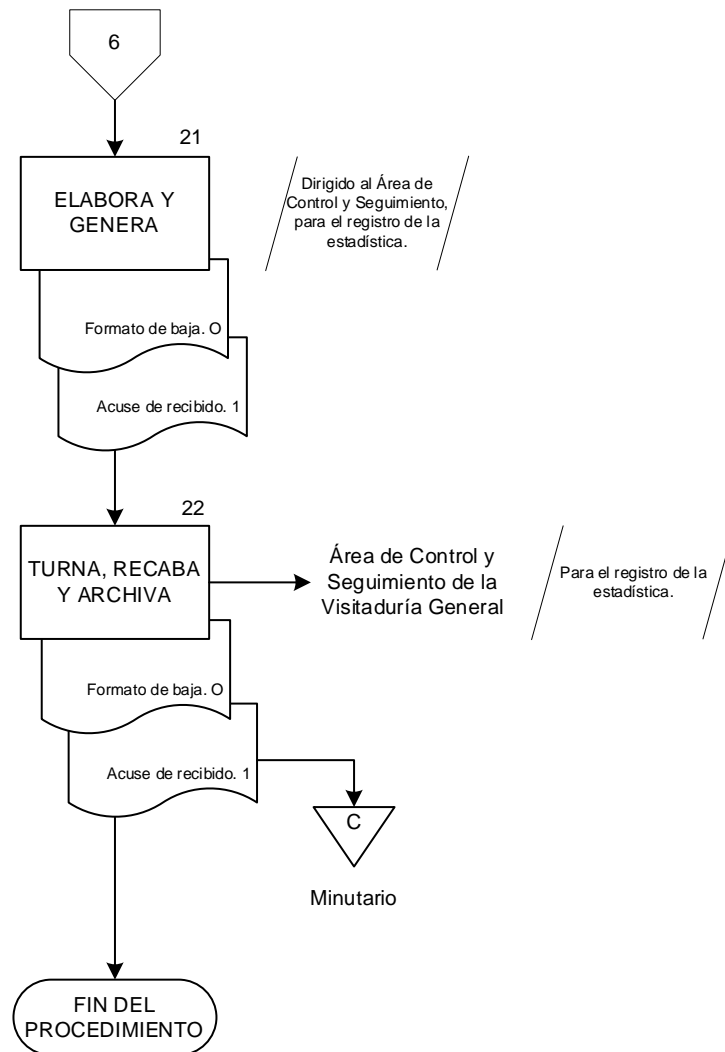 6
21
ELABORA Y
GENERA
Dirigido al Área de
Control y Seguimiento,
para el registro de la
estadística.
Formato de baja. O
Acuse de recibido. 1
22
TURNA, RECABA
Y ARCHIVA
Área de Control y
Seguimiento de la
Visitaduría General
Para el registro de la
estadística.
Formato de baja. O
Acuse de recibido. 1
C
Minutario
FIN DEL
PROCEDIMIENTO